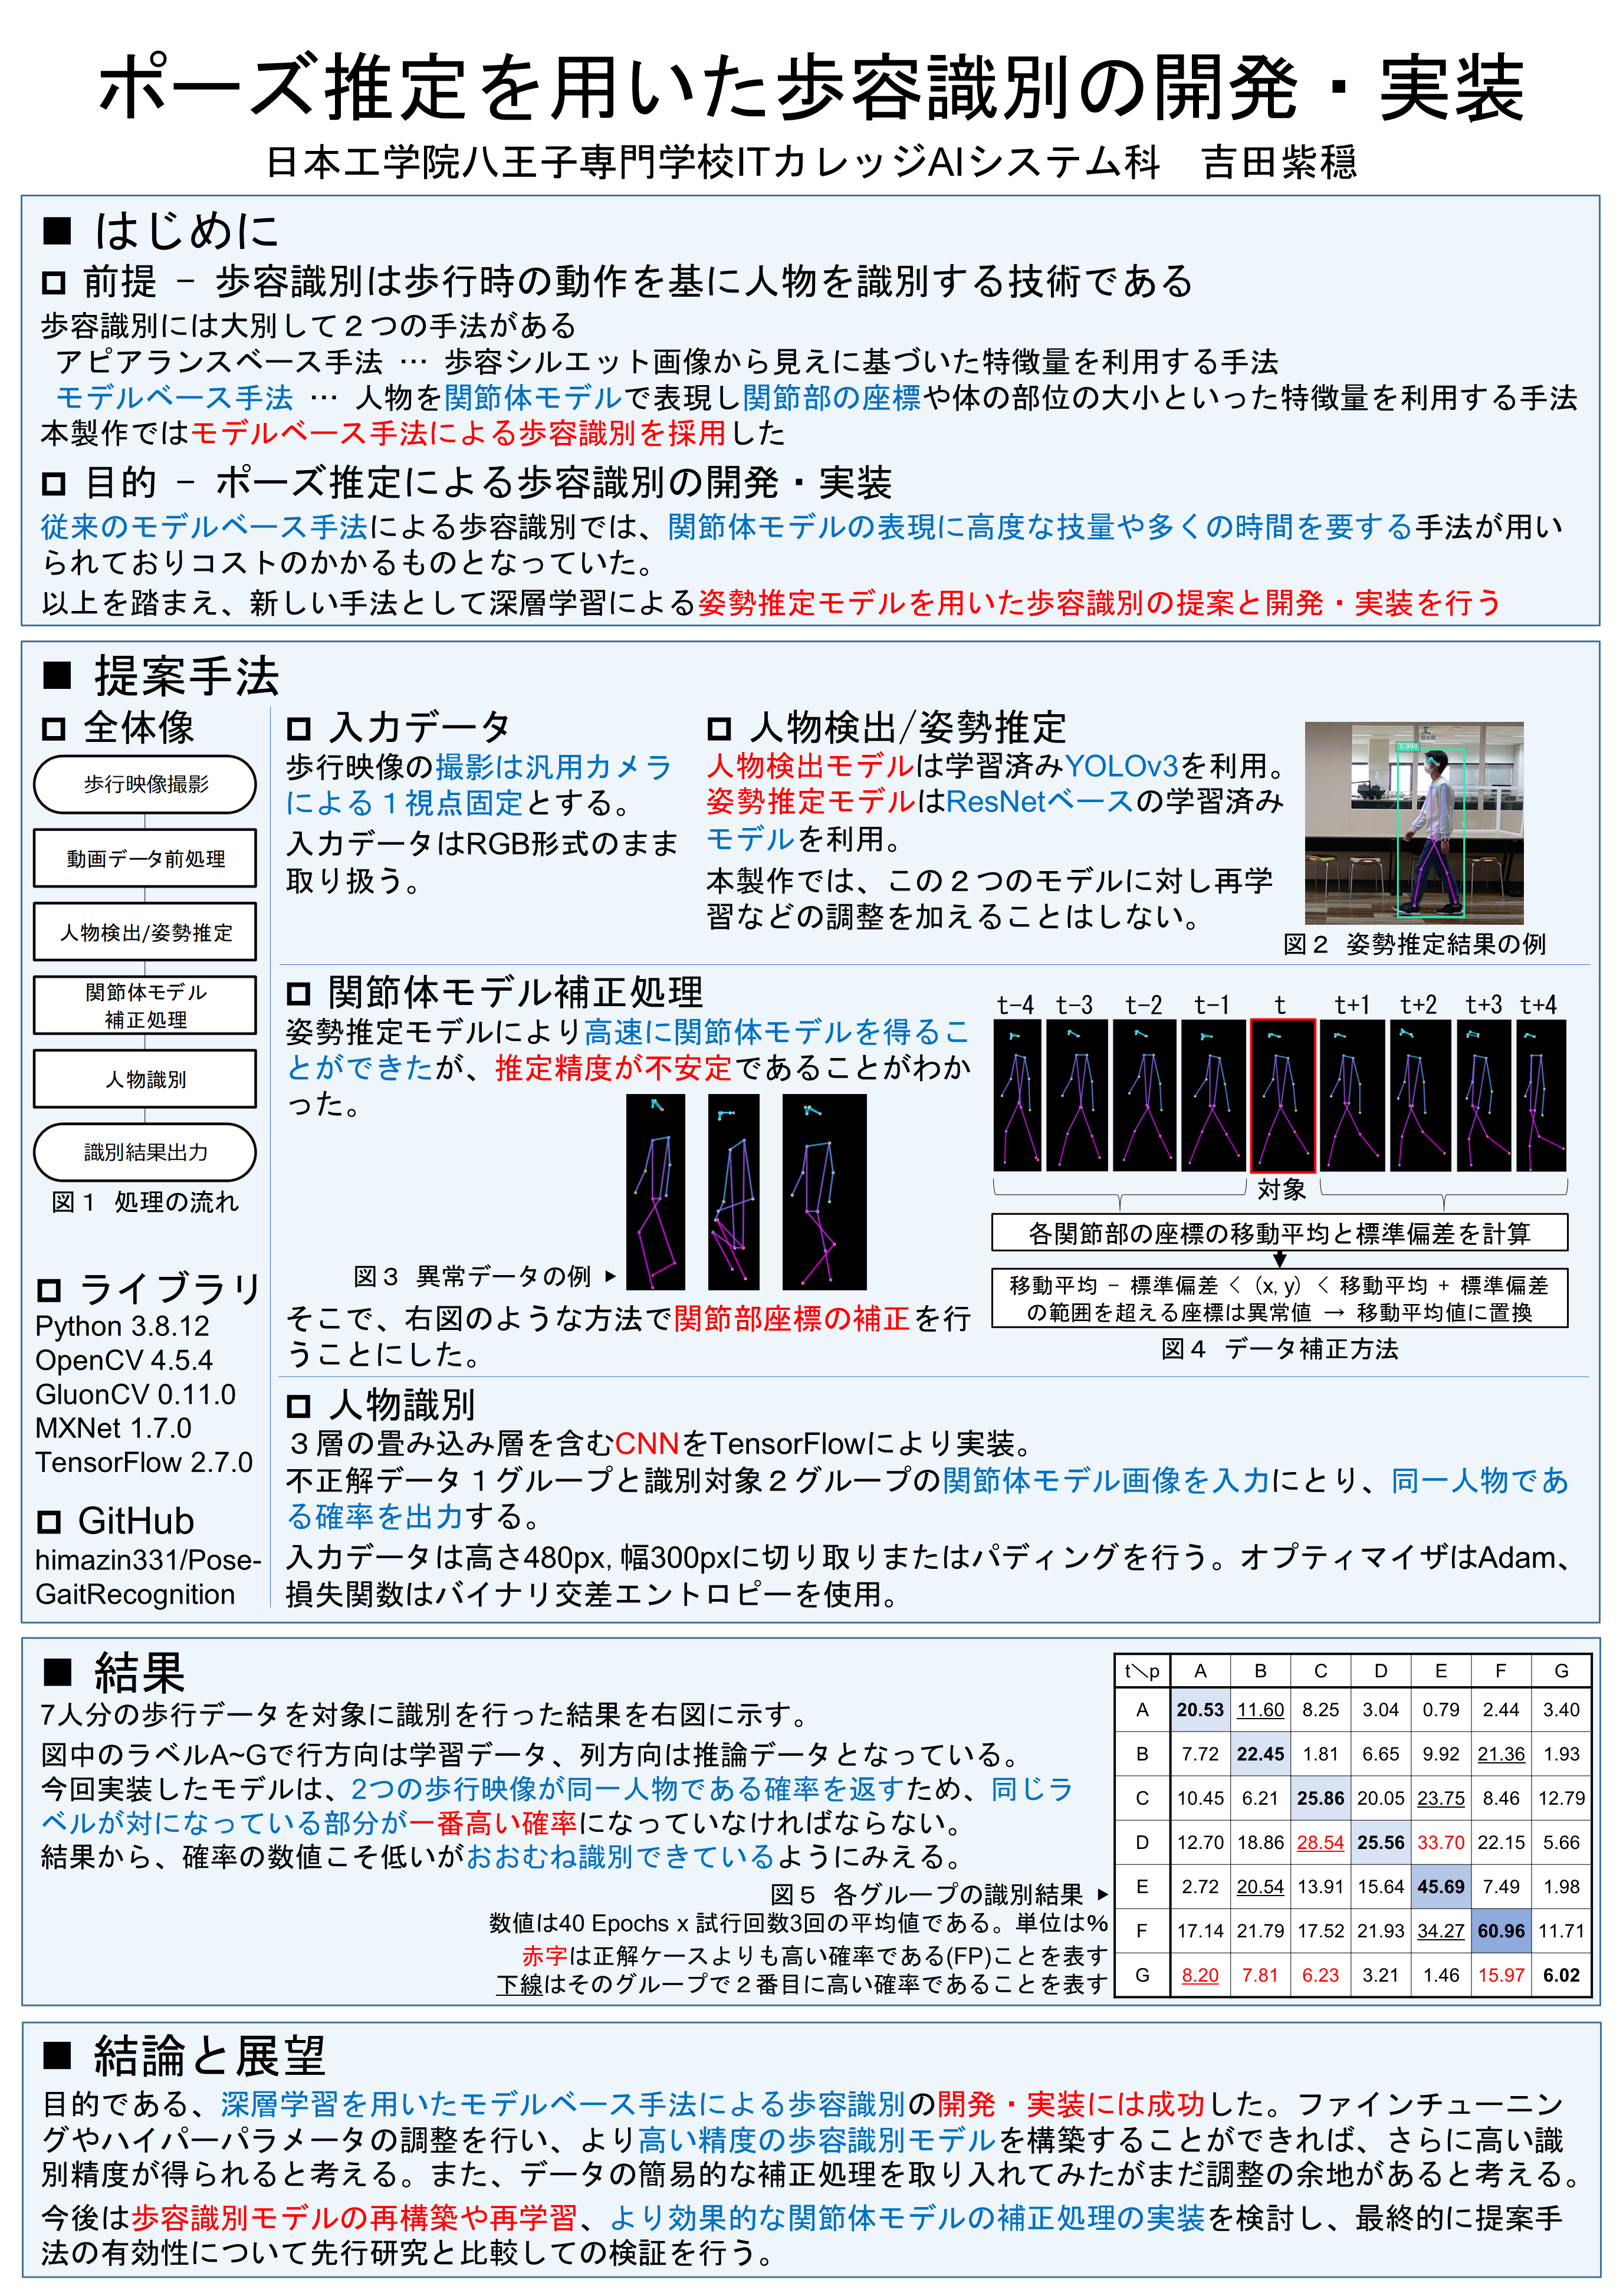 ポーズ推定を用いた歩容識別の開発・実装
日本工学院八王子専門学校ITカレッジAIシステム科　吉田紫穏
■ はじめに
前提 － 歩容識別は歩行時の動作を基に人物を識別する技術である
歩容識別には大別して２つの手法がある
アピアランスベース手法 … 歩容シルエット画像から見えに基づいた特徴量を利用する手法
モデルベース手法 … 人物を関節体モデルで表現し関節部の座標や体の部位の大小といった特徴量を利用する手法
本製作ではモデルベース手法による歩容識別を採用した
目的 － ポーズ推定による歩容識別の開発・実装
従来のモデルベース手法による歩容識別では、関節体モデルの表現に高度な技量や多くの時間を要する手法が用い
られておりコストのかかるものとなっていた。
以上を踏まえ、新しい手法として深層学習による姿勢推定モデルを用いた歩容識別の提案と開発・実装を行う
■ 提案手法
全体像
歩行映像撮影
動画データ前処理
人物検出/姿勢推定
関節体モデル
補正処理
人物識別
識別結果出力
図１ 処理の流れ
ライブラリ
Python 3.8.12
OpenCV 4.5.4
GluonCV 0.11.0
MXNet 1.7.0
TensorFlow 2.7.0
GitHub
himazin331/Pose-
GaitRecognition
入力データ
歩行映像の撮影は汎用カメラ
による１視点固定とする。
入力データはRGB形式のまま
取り扱う。
人物検出/姿勢推定
人物検出モデルは学習済みYOLOv3を利用。
姿勢推定モデルはResNetベースの学習済み
モデルを利用。
本製作では、この２つのモデルに対し再学
習などの調整を加えることはしない。
0.998
図２ 姿勢推定結果の例
関節体モデル補正処理
姿勢推定モデルにより高速に関節体モデルを得るこ
とができたが、推定精度が不安定であることがわか
った。
図３ 異常データの例 ▶
そこで、右図のような方法で関節部座標の補正を行
うことにした。
t−4 t−3 t−2 t−1 t t+1 t+2 t+3 t+4
対象
各関節部の座標の移動平均と標準偏差を計算
移動平均 − 標準偏差 < (x, y) < 移動平均 + 標準偏差
の範囲を超える座標は異常値 → 移動平均値に置換
図４ データ補正方法
人物識別
３層の畳み込み層を含むCNNをTensorFlowにより実装。
不正解データ１グループと識別対象２グループの関節体モデル画像を入力にとり、同一人物であ
る確率を出力する。
入力データは高さ480px, 幅300pxに切り取りまたはパディングを行う。オプティマイザはAdam、
損失関数はバイナリ交差エントロピーを使用。
■ 結果
7人分の歩行データを対象に識別を行った結果を右図に示す。
図中のラベルA~Gで行方向は学習データ、列方向は推論データとなっている。
今回実装したモデルは、2つの歩行映像が同一人物である確率を返すため、同じラ
ベルが対になっている部分が一番高い確率になっていなければならない。
結果から、確率の数値こそ低いがおおむね識別できているようにみえる。
図５ 各グループの識別結果 ▶
数値は40 Epochs x 試行回数3回の平均値である。単位は%
赤字は正解ケースよりも高い確率である(FP)ことを表す
下線はそのグループで２番目に高い確率であることを表す
t＼p A B C D E F G
A 20.53 11.60 8.25 3.04 0.79 2.44 3.40
B 7.72 22.45 1.81 6.65 9.92 21.36 1.93
C 10.45 6.21 25.86 20.05 23.75 8.46 12.79
D 12.70 18.86 28.54 25.56 33.70 22.15 5.66
E 2.72 20.54 13.91 15.64 45.69 7.49 1.98
F 17.14 21.79 17.52 21.93 34.27 60.96 11.71
G 8.20 7.81 6.23 3.21 1.46 15.97 6.02
■ 結論と展望
目的である、深層学習を用いたモデルベース手法による歩容識別の開発・実装には成功した。ファインチューニン
グやハイパーパラメータの調整を行い、より高い精度の歩容識別モデルを構築することができれば、さらに高い識
別精度が得られると考える。また、データの簡易的な補正処理を取り入れてみたがまだ調整の余地があると考える。
今後は歩容識別モデルの再構築や再学習、より効果的な関節体モデルの補正処理の実装を検討し、最終的に提案手
法の有効性について先行研究と比較しての検証を行う。